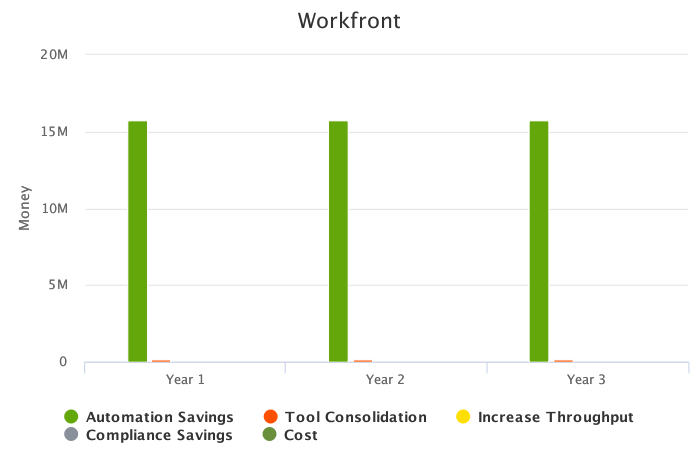 Workfront
20M
15M
10M
5M
0
Money
Year 1 Year 2 Year 3
Automation Savings Tool Consolidation Increase Throughput
Compliance Savings Cost